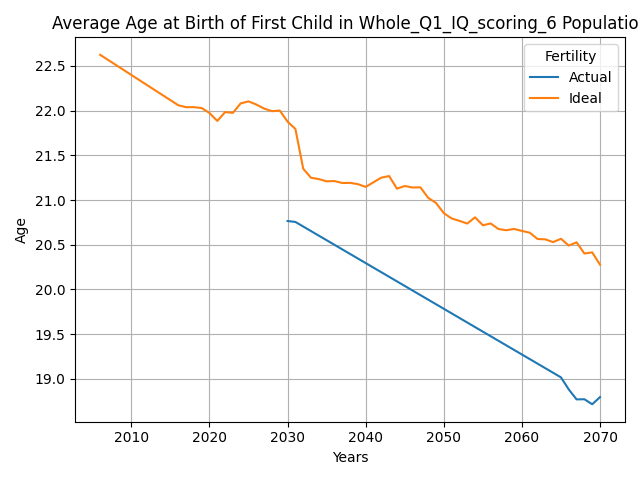 Average Age at Birth of First Child in Whole_Q1_IQ_scoring_6 Populatio
Fertility
Actual
Ideal
22.5
22.0
21.5
21.0
20.5
20.0
19.5
19.0
Age
2010 2020 2030 2040 2050 2060 2070
Years